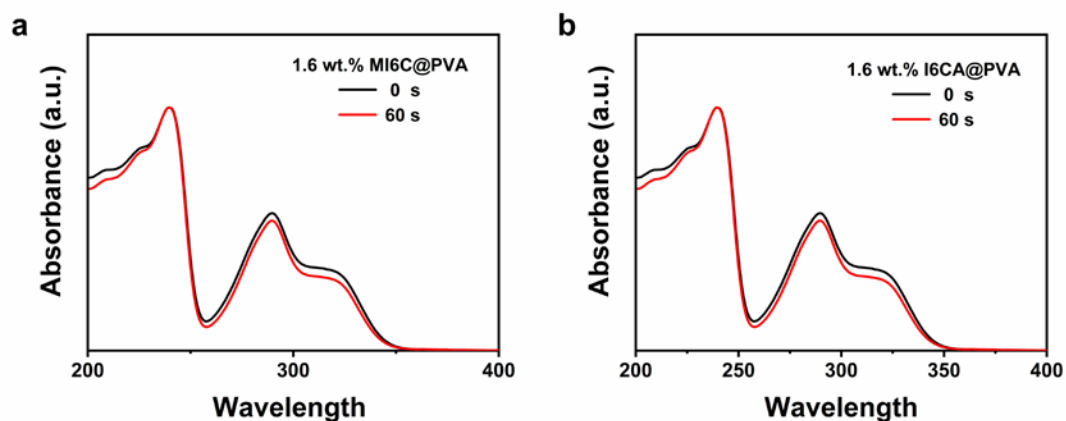 a
1.6 wt.% MI6C@PVA
0 s
60 s
Absorbance (a.u.)
200
300
400
Wavelength
b
1.6 wt.% I6CA@PVA
0 s
60 s
Absorbance (a.u.)
200
250
300
350
400
Wavelength